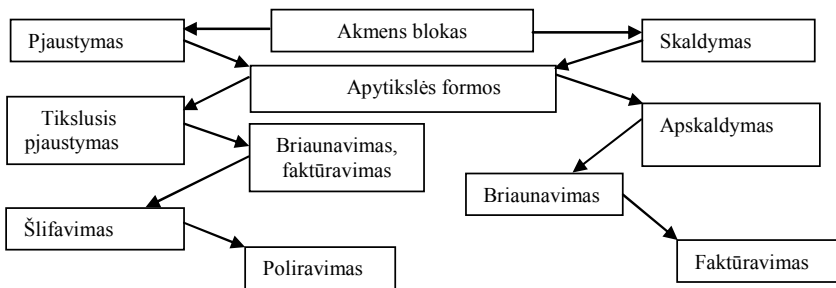 Pjaustymas
Akmens blokas
Skaldymas
Apytikslės formos
Tikslusis
pjaustymas
Briaunavimas,
faktūravimas
Apskaldymas
Briaunavimas
Šlifavimas
Poliravimas
Faktūravimas